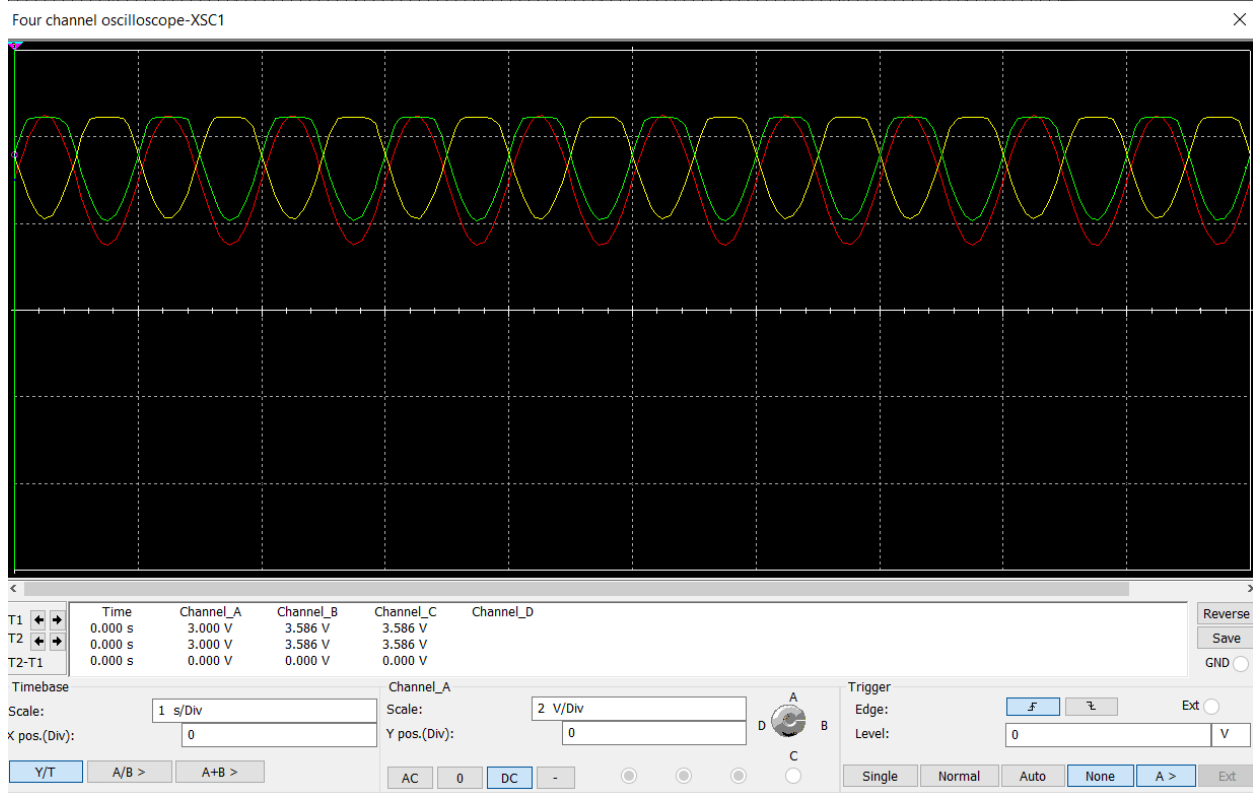 Four channel oscilloscope-XSC1
Time Channel_A Channel_B Channel_C Channel_D
T1 0.000 s 3.000 V 3.586 V 3.586 V
T2 0.000 s 3.000 V 3.586 V 3.586 V
T2-T1 0.000 s 0.000 V 0.000 V 0.000 V
Reverse
Save
GND
Timebase
Scale: 1 s/Div
X pos.(Div): 0
Y/T A/B > A+B >
Channel_A
Scale: 2 V/Div
Y pos.(Div): 0
AC 0 DC -
A
D B
C
Trigger
Edge: Ext
Level: 0 V
Single Normal Auto None A > Ext